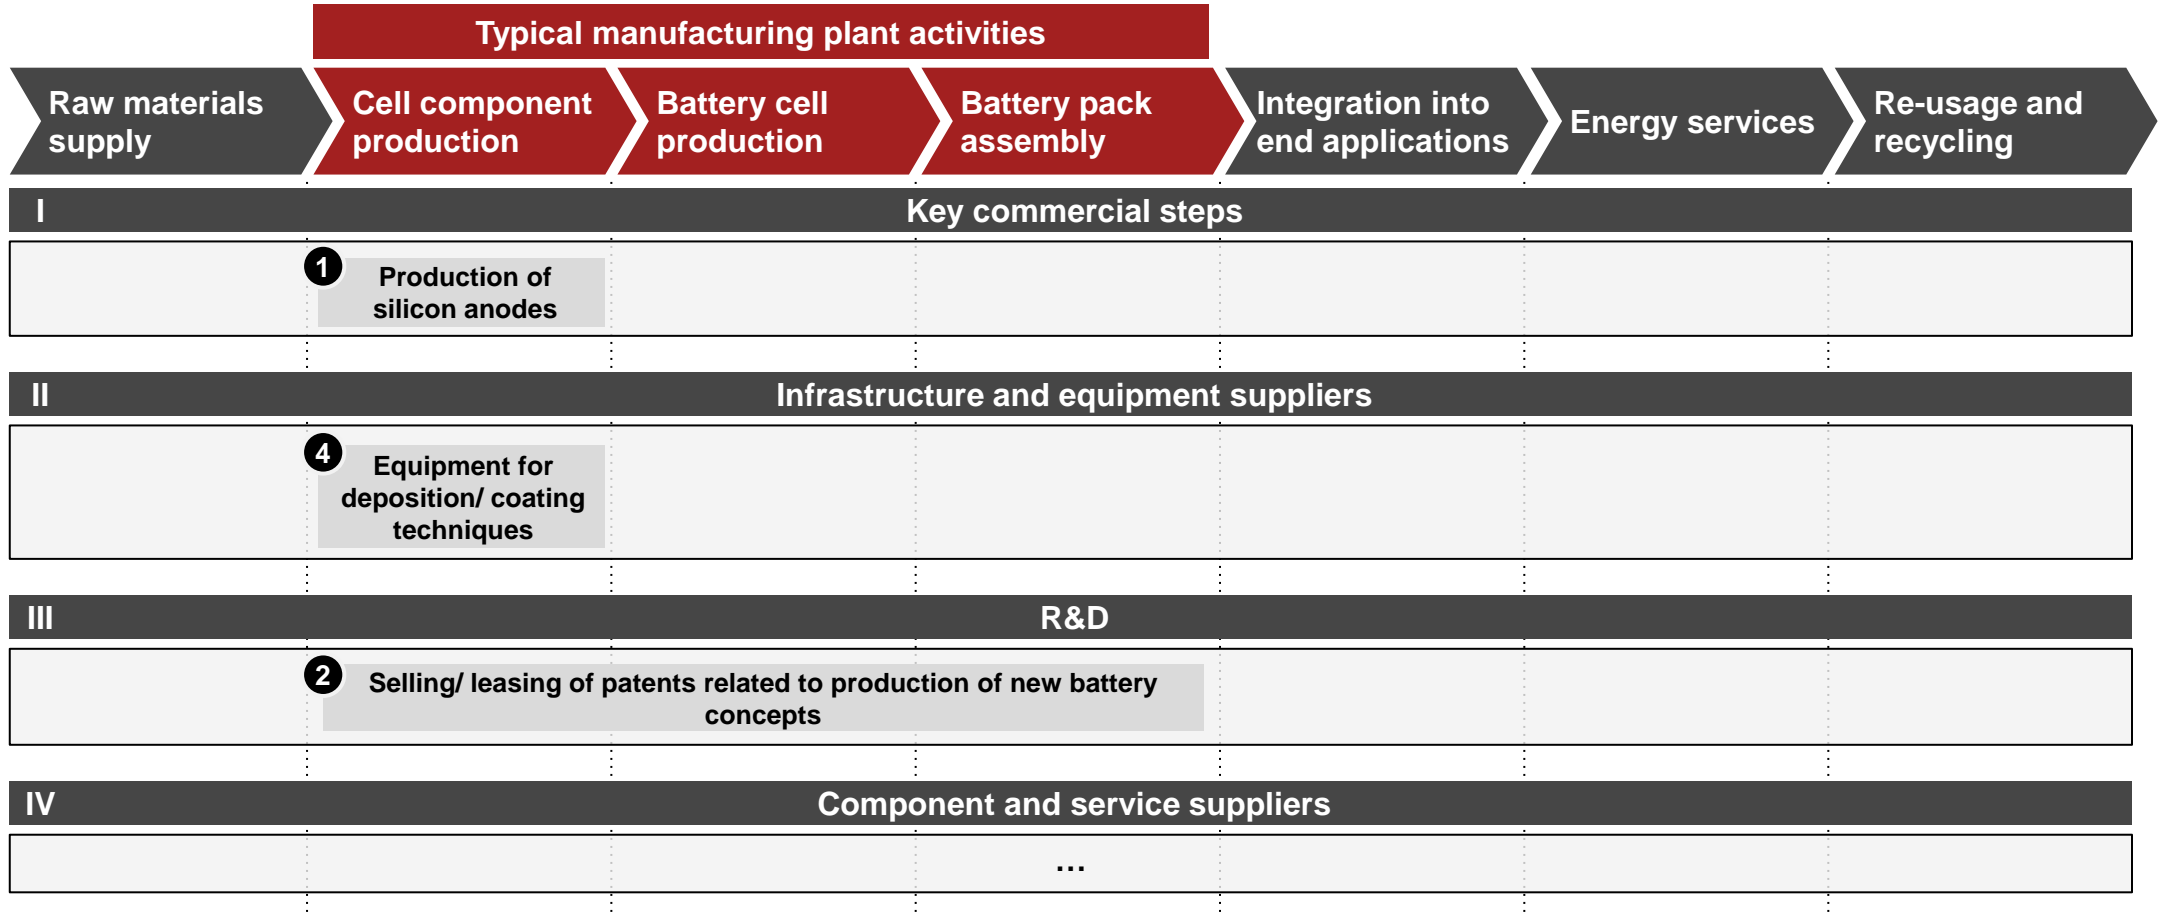 Typical manufacturing plant activities
Raw materials
supply
Cell component
production
Battery cell
production
Battery pack
assembly
Integration into
end applications
Energy services
Re-usage and
recycling
I
Key commercial steps
1
Production of
silicon anodes
II
Infrastructure and equipment suppliers
4
Equipment for
deposition/ coating
techniques
III
R&D
2
Selling/ leasing of patents related to production of new battery
concepts
IV
Component and service suppliers
...